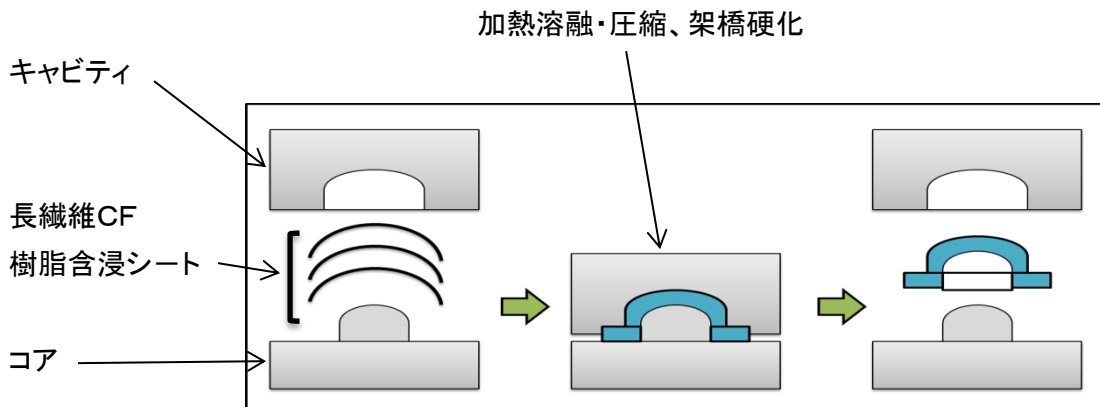 加熱溶融・圧縮、架橋硬化
キャビティ
長繊維CF
樹脂含浸シート
コア